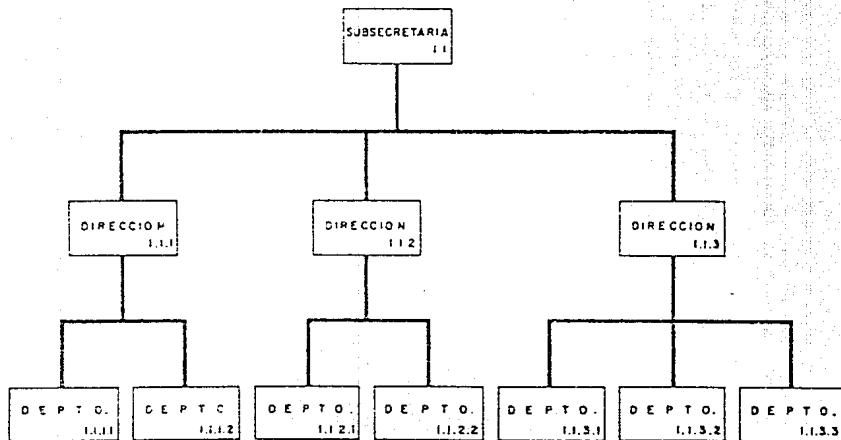 SUBSECRETARIA
1.1
DIRECCION
1.1.1
DIRECCION
1.1.2
DIRECCION
1.1.3
DEPTO.
1.1.1.1
DEPTO
1.1.1.2
DEPTO.
1.1.2.1
DEPTO.
1.1.2.2
DEPTO.
1.1.3.1
DEPTO.
1.1.3.2
DEPTO.
1.1.3.3